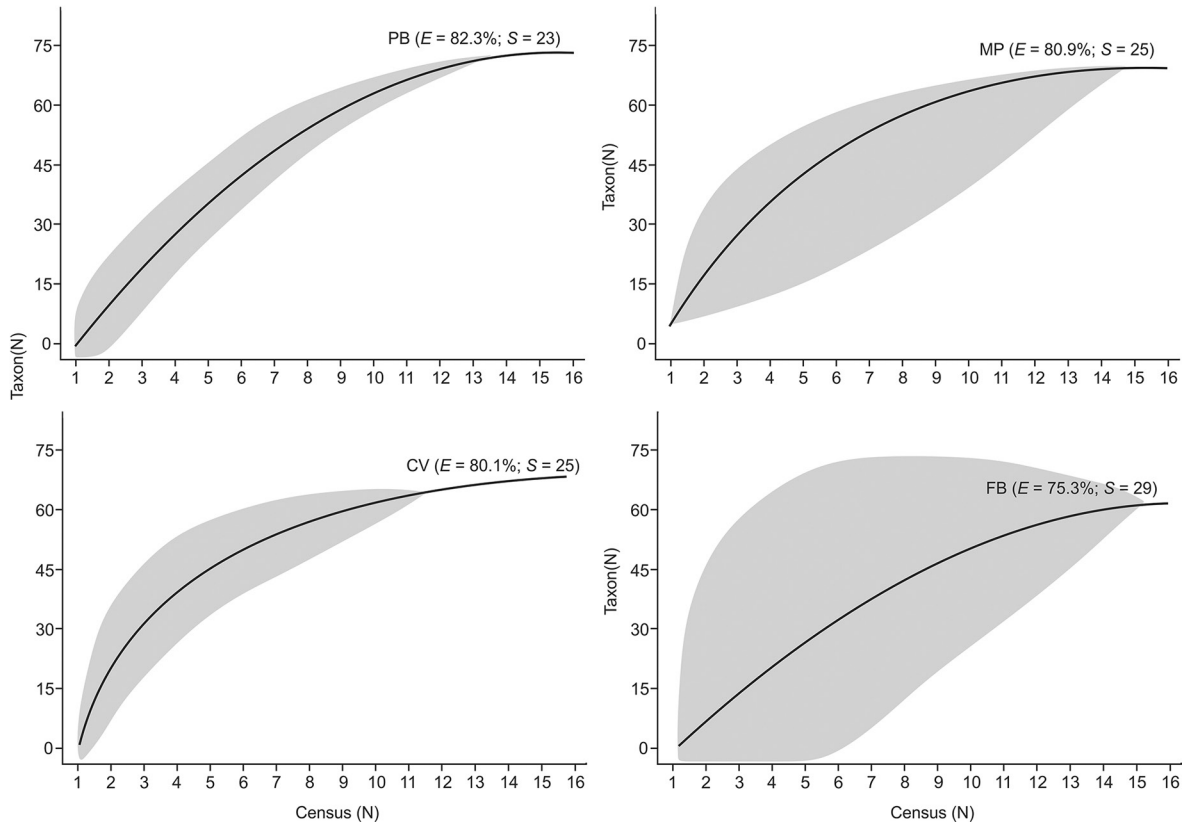 PB (E = 82.3%; S = 23)
75
60
45
30
15
0
Taxon(N)
1 2 3 4 5 6 7 8 9 10 11 12 13 14 15 16
MP (E = 80.9%; S = 25)
75
60
45
30
15
0
Taxon(N)
1 2 3 4 5 6 7 8 9 10 11 12 13 14 15 16
CV (E = 80.1%; S = 25)
75
60
45
30
15
0
1 2 3 4 5 6 7 8 9 10 11 12 13 14 15 16
Census (N)
FB (E = 75.3%; S = 29)
75
60
45
30
15
0
Taxon(N)
1 2 3 4 5 6 7 8 9 10 11 12 13 14 15 16
Census (N)